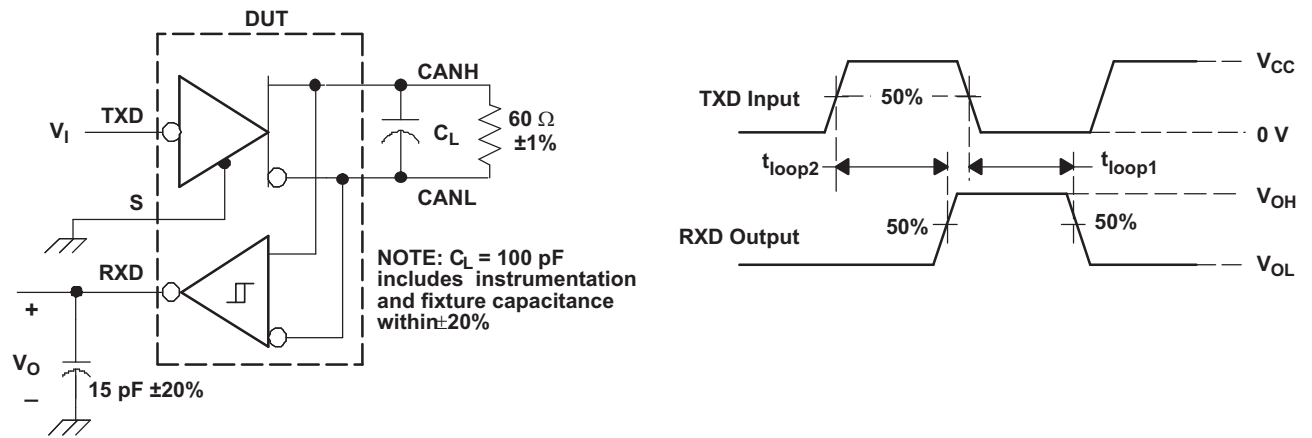 DUT
CANH
TXD
V_I
C_L
60 Ω
±1%
S
CANL
RXD
NOTE: C_L = 100 pF
includes instrumentation
and fixture capacitance
within±20%
+
V_O
15 pF ±20%
–
V_CC
TXD Input
50%
0 V
t_loop2
t_loop1
V_OH
50%
50%
RXD Output
V_OL